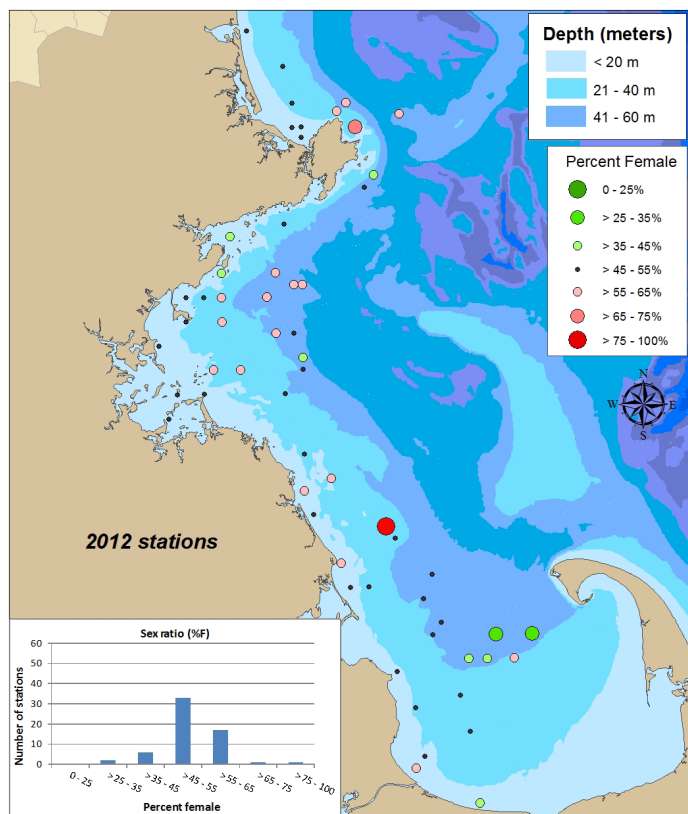 Depth (meters)
< 20 m
21 - 40 m
41 - 60 m
Percent Female
0 - 25%
> 25 - 35%
> 35 - 45%
> 45 - 55%
> 55 - 65%
> 65 - 75%
> 75 - 100%
N
W E
S
2012 stations
Sex ratio (%F)
Number of stations
60
50
40
30
20
10
0
0 - 25
>25 - 35
>35 - 45
>45 - 55
>55 - 65
>65 - 75
>75 - 100
Percent female